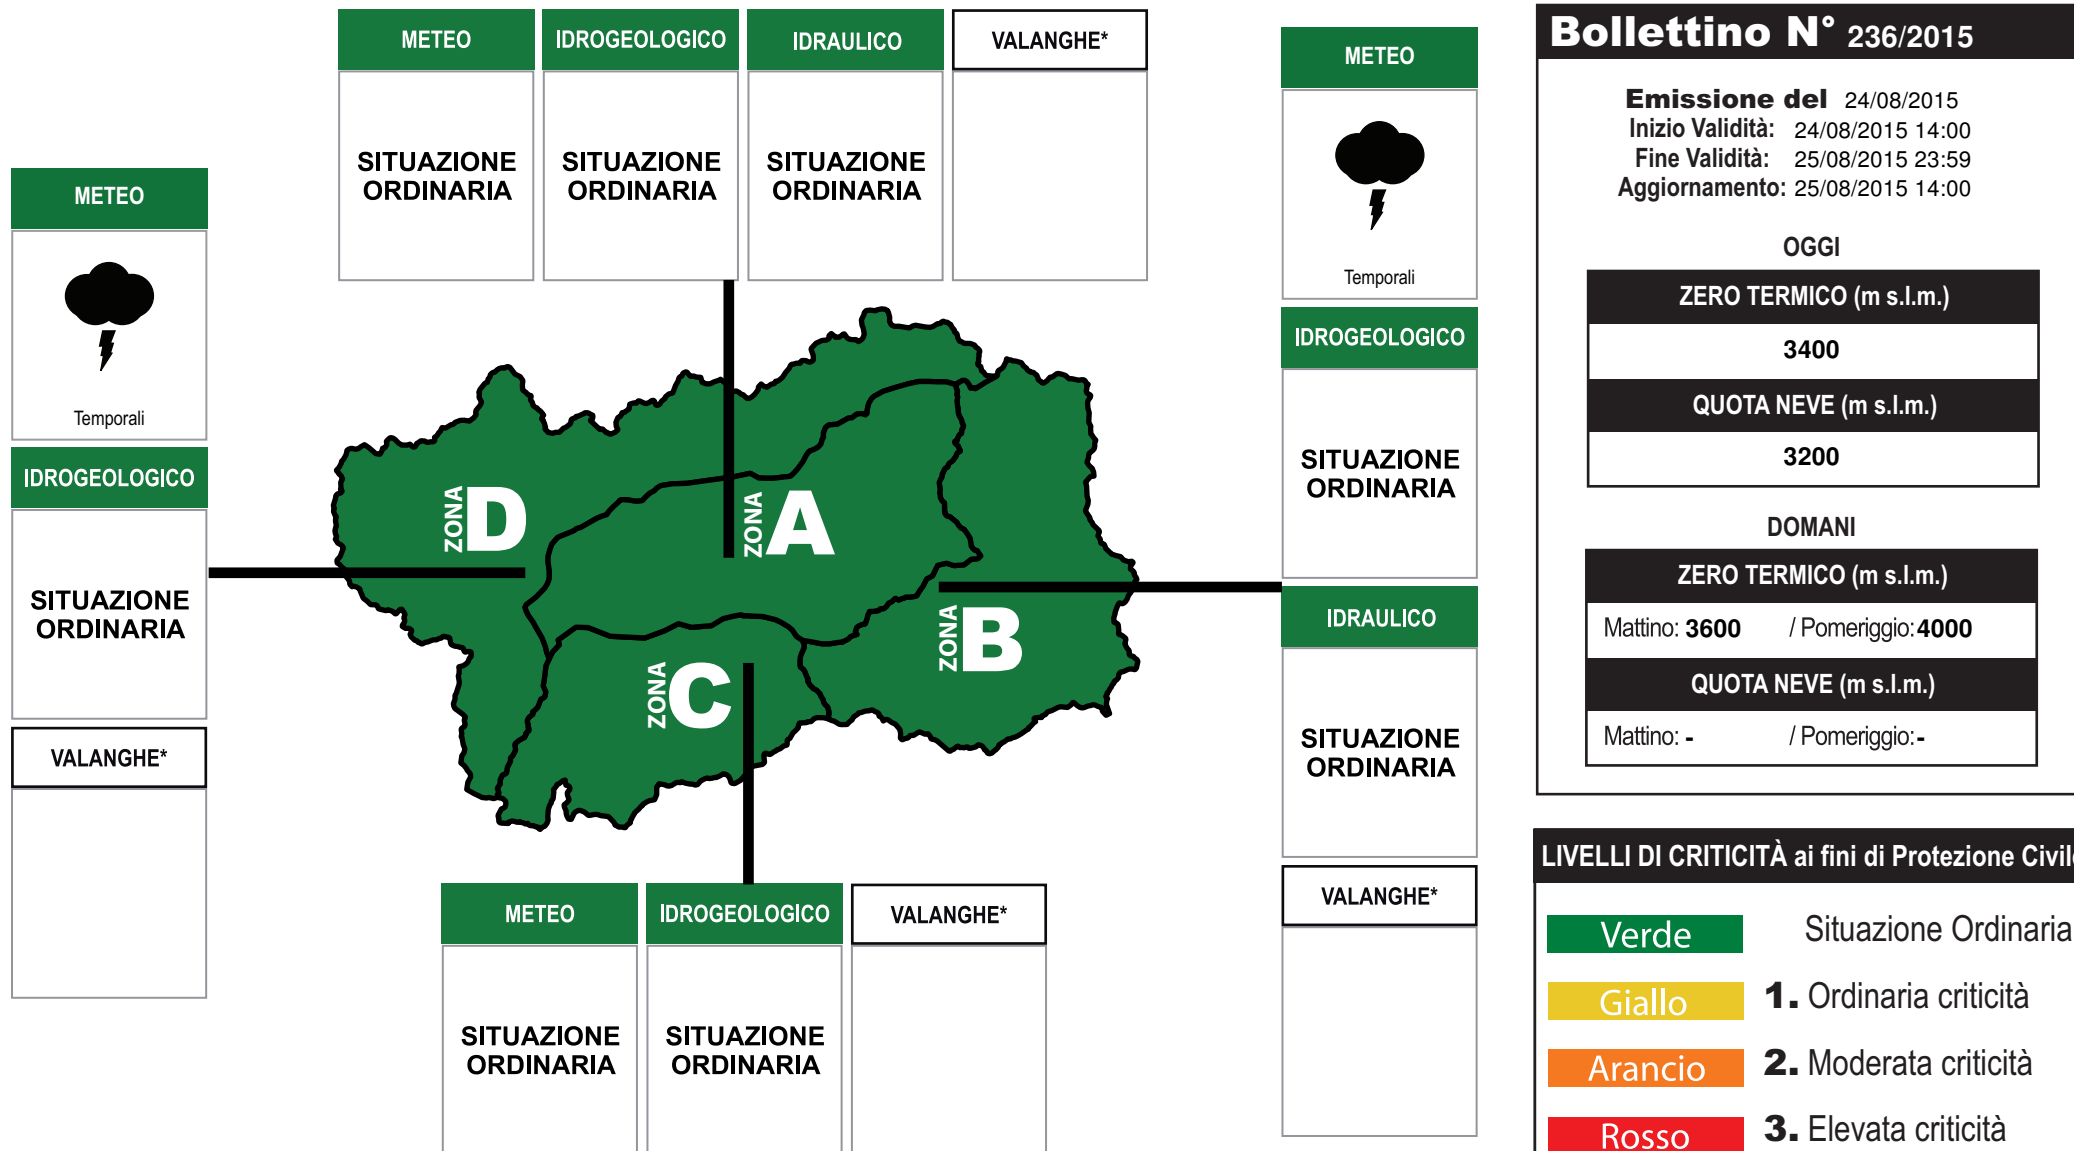 METEO
IDROGEOLOGICO
IDRAULICO
VALANGHE*
SITUAZIONE
ORDINARIA
SITUAZIONE
ORDINARIA
SITUAZIONE
ORDINARIA
METEO
Temporali
IDROGEOLOGICO
SITUAZIONE
ORDINARIA
VALANGHE*
METEO
Temporali
IDROGEOLOGICO
SITUAZIONE
ORDINARIA
IDRAULICO
SITUAZIONE
ORDINARIA
VALANGHE*
ZONA D
ZONA A
ZONA B
ZONA C
METEO
IDROGEOLOGICO
VALANGHE*
SITUAZIONE
ORDINARIA
SITUAZIONE
ORDINARIA
Bollettino N° 236/2015
Emissione del 24/08/2015
Inizio Validità: 24/08/2015 14:00
Fine Validità: 25/08/2015 23:59
Aggiornamento: 25/08/2015 14:00
OGGI
ZERO TERMICO (m s.l.m.)
3400
QUOTA NEVE (m s.l.m.)
3200
DOMANI
ZERO TERMICO (m s.l.m.)
Mattino: 3600 / Pomeriggio: 4000
QUOTA NEVE (m s.l.m.)
Mattino: - / Pomeriggio: -
LIVELLI DI CRITICITÀ ai fini di Protezione Civile
Verde Situazione Ordinaria
Giallo 1. Ordinaria criticità
Arancio 2. Moderata criticità
Rosso 3. Elevata criticità